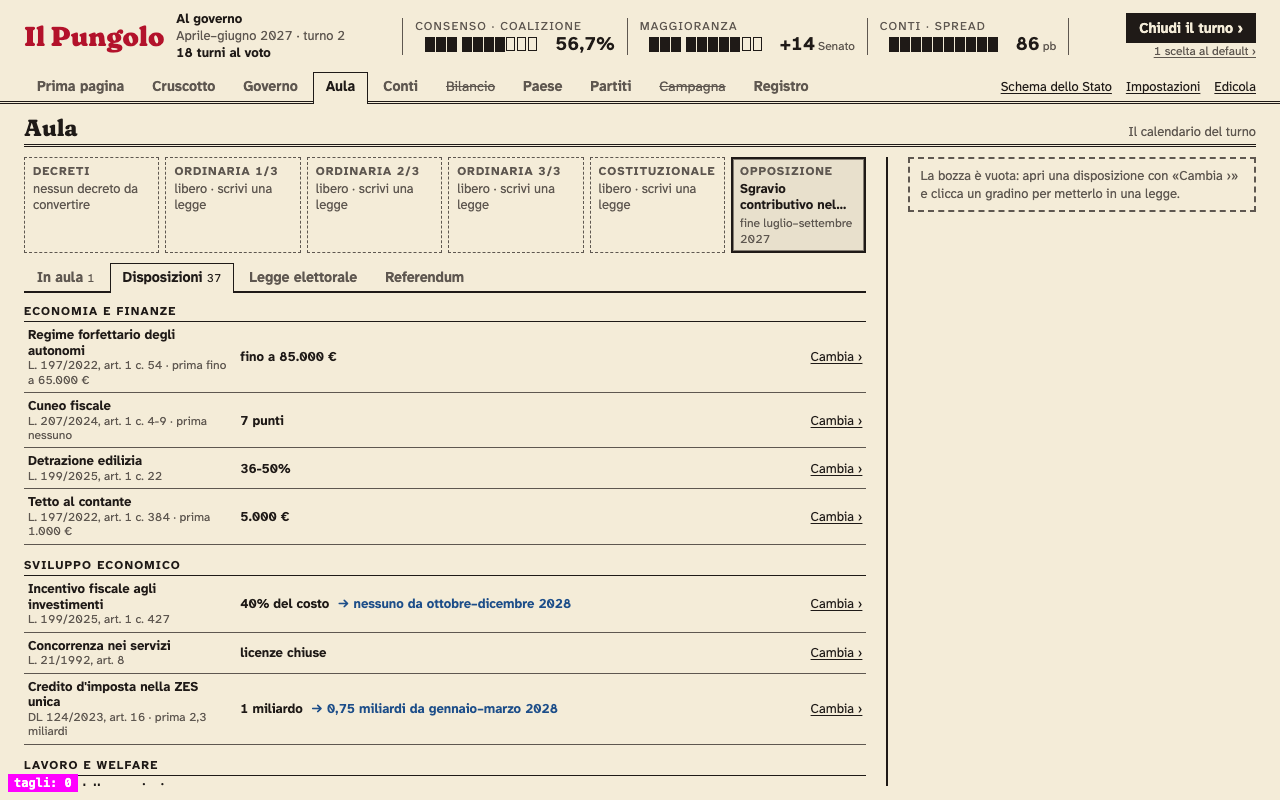 Il Pungolo
Al governo
Aprile–giugno 2027 · turno 2
18 turni al voto
CONSENSO · COALIZIONE
56,7%
MAGGIORANZA
+14 Senato
CONTI · SPREAD
86 pb
Chiudi il turno ›
1 scelta al default ›
Prima pagina Cruscotto Governo Aula Conti Bilancio Paese Partiti Campagna Registro
Schema dello Stato Impostazioni Edicola
Aula
Il calendario del turno
DECRETI
nessun decreto da
convertire
ORDINARIA 1/3
libero · scrivi una
legge
ORDINARIA 2/3
libero · scrivi una
legge
ORDINARIA 3/3
libero · scrivi una
legge
COSTITUZIONALE
libero · scrivi una
legge
OPPOSIZIONE
Sgravio
contributivo nel…
fine luglio–settembre
2027
La bozza è vuota: apri una disposizione con «Cambia ›»
e clicca un gradino per metterlo in una legge.
In aula 1 Disposizioni 37 Legge elettorale Referendum
ECONOMIA E FINANZE
Regime forfettario degli
autonomi
L. 197/2022, art. 1 c. 54 · prima fino
a 65.000 €
fino a 85.000 €
Cambia ›
Cuneo fiscale
L. 207/2024, art. 1 c. 4-9 · prima
nessuno
7 punti
Cambia ›
Detrazione edilizia
L. 199/2025, art. 1 c. 22
36-50%
Cambia ›
Tetto al contante
L. 197/2022, art. 1 c. 384 · prima
1.000 €
5.000 €
Cambia ›
SVILUPPO ECONOMICO
Incentivo fiscale agli
investimenti
L. 199/2025, art. 1 c. 427
40% del costo → nessuno da ottobre–dicembre 2028
Cambia ›
Concorrenza nei servizi
L. 21/1992, art. 8
licenze chiuse
Cambia ›
Credito d'imposta nella ZES
unica
DL 124/2023, art. 16 · prima 2,3
miliardi
1 miliardo → 0,75 miliardi da gennaio–marzo 2028
Cambia ›
LAVORO E WELFARE
tagli: 0